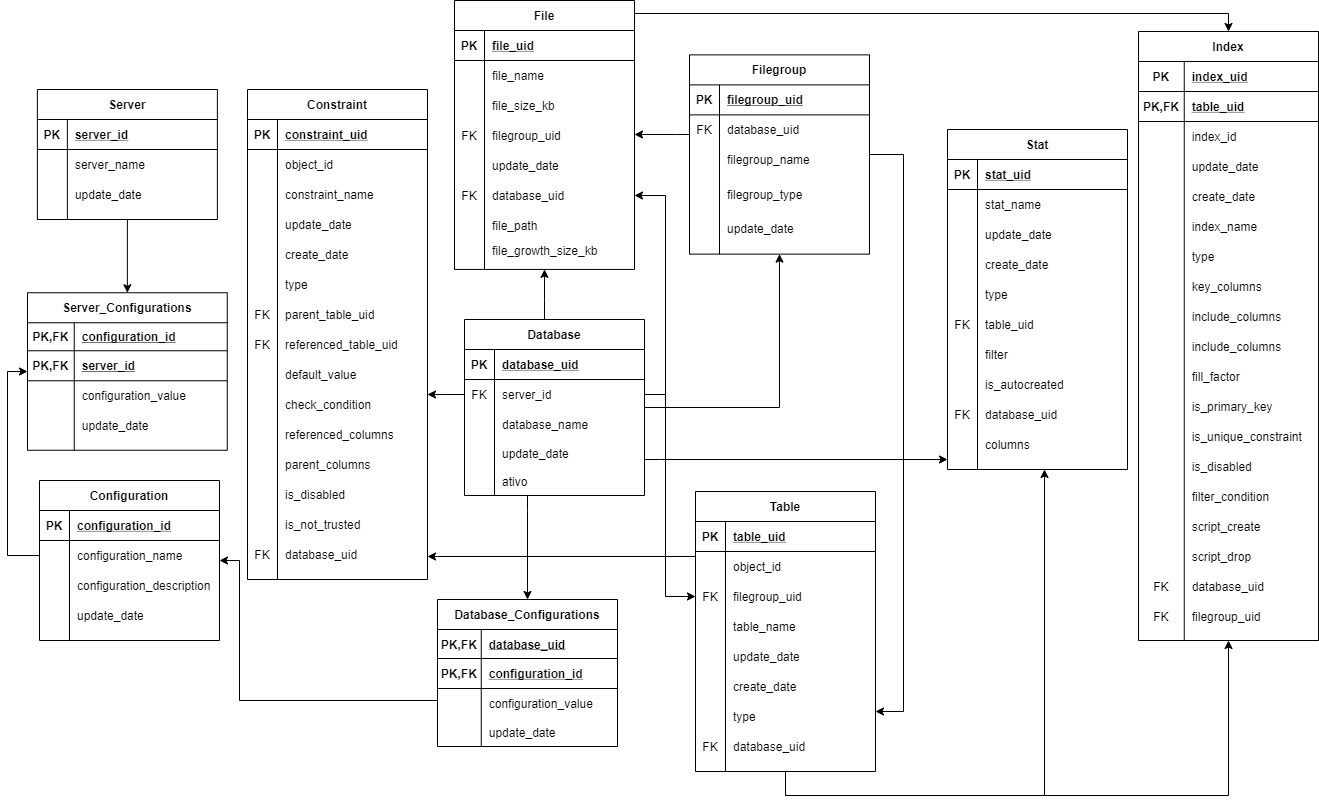 File
PK file_uid
file_name
file_size_kb
FK filegroup_uid
update_date
FK database_uid
file_path
file_growth_size_kb
Filegroup
PK filegroup_uid
FK database_uid
filegroup_name
filegroup_type
update_date
Index
PK index_uid
PK,FK table_uid
index_id
update_date
create_date
index_name
type
key_columns
include_columns
include_columns
fill_factor
is_primary_key
is_unique_constraint
is_disabled
filter_condition
script_create
script_drop
FK database_uid
FK filegroup_uid
Server
PK server_id
server_name
update_date
Constraint
PK constraint_uid
object_id
constraint_name
update_date
create_date
type
FK parent_table_uid
FK referenced_table_uid
default_value
check_condition
referenced_columns
parent_columns
is_disabled
is_not_trusted
FK database_uid
Stat
PK stat_uid
stat_name
update_date
create_date
type
FK table_uid
filter
is_autocreated
FK database_uid
columns
Server_Configurations
PK,FK configuration_id
PK,FK server_id
configuration_value
update_date
Database
PK database_uid
FK server_id
database_name
update_date
ativo
Configuration
PK configuration_id
configuration_name
configuration_description
update_date
Table
PK table_uid
object_id
FK filegroup_uid
table_name
update_date
create_date
type
FK database_uid
Database_Configurations
PK,FK database_uid
PK,FK configuration_id
configuration_value
update_date